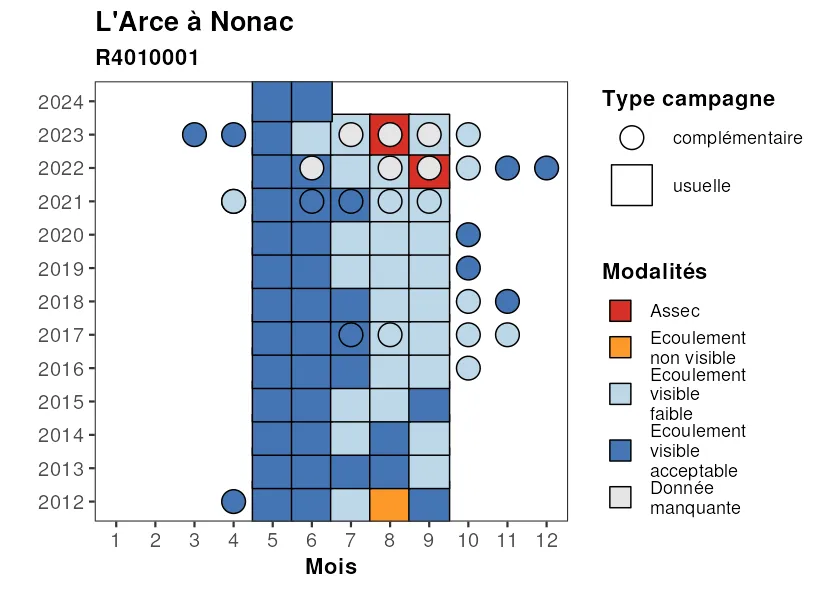 L'Arce à Nonac
R4010001
2024
2023
2022
2021
2020
2019
2018
2017
2016
2015
2014
2013
2012
1 2 3 4 5 6 7 8 9 10 11 12
Mois
Type campagne
complémentaire
usuelle
Modalités
Assec
Ecoulement
non visible
Ecoulement
visible
faible
Ecoulement
visible
acceptable
Donnée
manquante